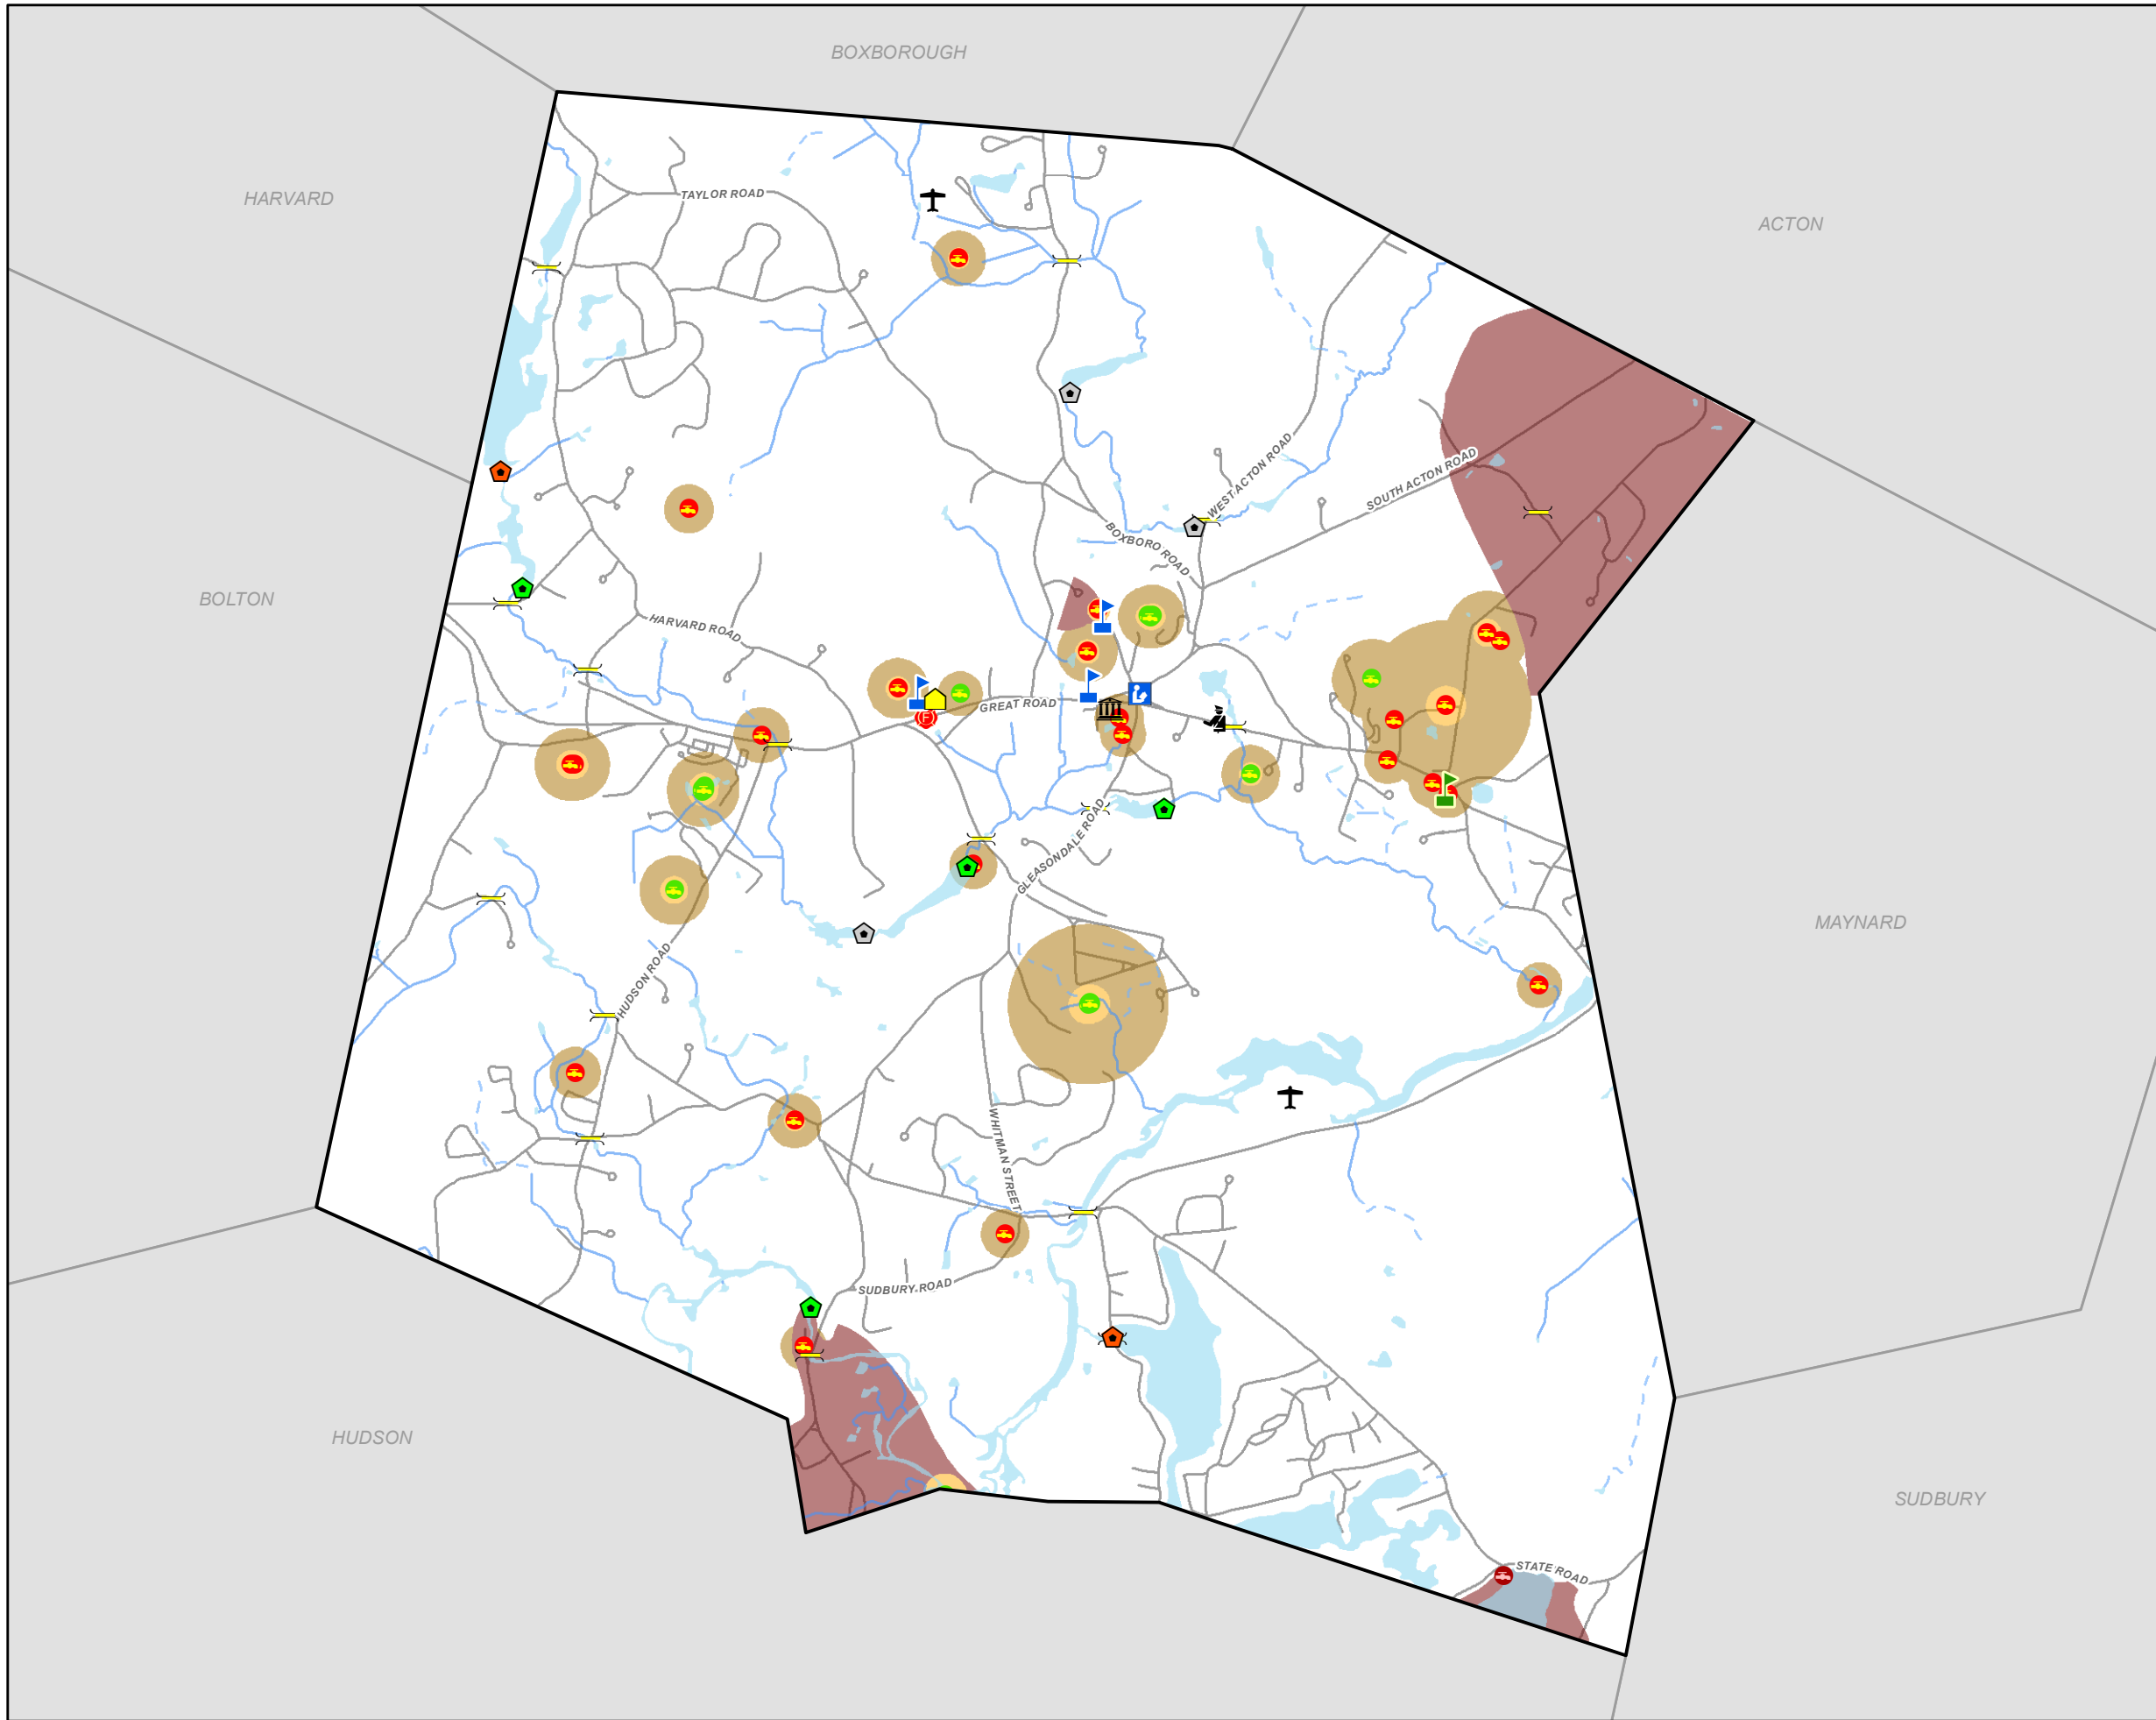 BOXBOROUGH
HARVARD
TAYLOR ROAD
ACTON
WEST ACTON ROAD
SOUTH ACTON ROAD
BOXBORO ROAD
BOLTON
HARVARD ROAD
GREAT ROAD
GLEASONDALE ROAD
MAYNARD
HUDSON ROAD
WHITMAN STREET
SUDBURY ROAD
HUDSON
SUDBURY
STATE ROAD
F